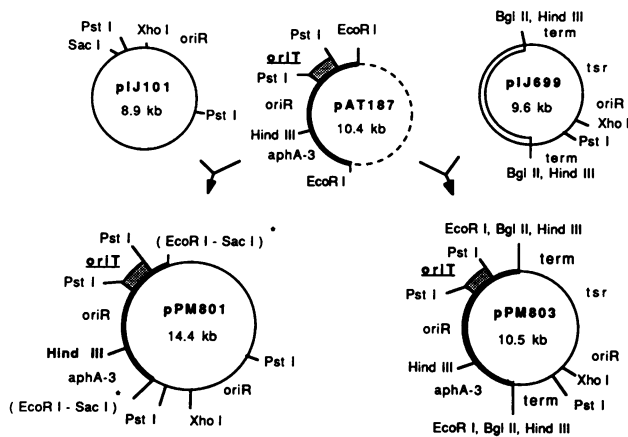 Pst I
Xho I
oriR
Sac I
pIJ101
8.9 kb
Pst I
EcoR I
Pst I
oriT
Pst I
oriR
pAT187
10.4 kb
Hind III
aphA-3
EcoR I
Bgl II, Hind III
term
tsr
pIJ699
9.6 kb
oriR
Xho I
Pst I
term
Bgl II, Hind III
Pst I
( EcoR I - Sac I ) *
oriT
Pst I
oriR
pPM801
14.4 kb
Hind III
aphA-3
( EcoR I - Sac I ) *
Pst I
Xho I
oriR
Pst I
EcoR I, Bgl II, Hind III
Pst I
term
oriT
Pst I
tsr
oriR
pPM803
10.5 kb
Hind III
oriR
aphA-3
Xho I
term
Pst I
EcoR I, Bgl II, Hind III